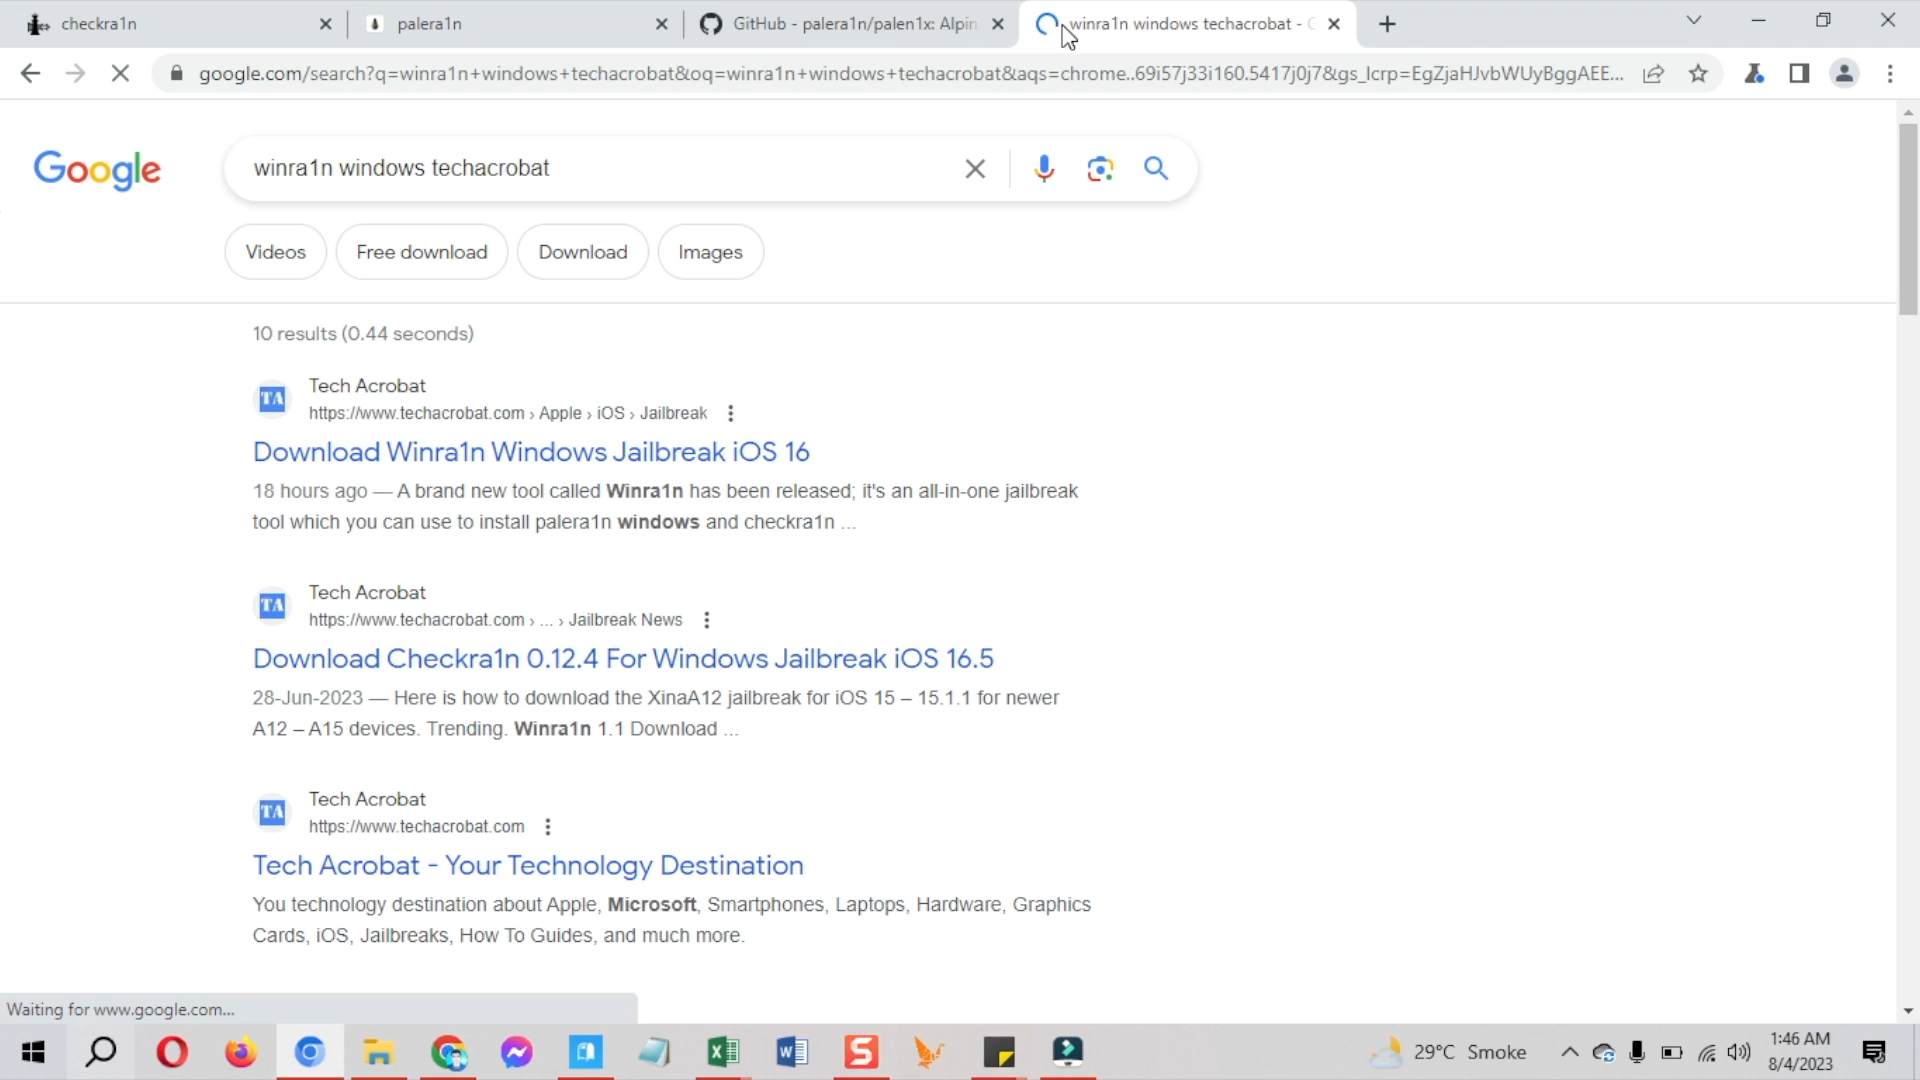 checkra1n
palera1n
GitHub - palera1n/palen1x: Alpin
winra1n windows techacrobat - G
google.com/search?q=winra1n+windows+techacrobat&oq=winra1n+windows+techacrobat&aqs=chrome..69i57j33i160.5417j0j7&gs_lcrp=EgZjaHJvbWUyBggAEE...
Google
winra1n windows techacrobat
Videos
Free download
Download
Images
10 results (0.44 seconds)
TA
Tech Acrobat
https://www.techacrobat.com › Apple › iOS › Jailbreak
Download Winra1n Windows Jailbreak iOS 16
18 hours ago — A brand new tool called Winra1n has been released; it's an all-in-one jailbreak
tool which you can use to install palera1n windows and checkra1n ...
TA
Tech Acrobat
https://www.techacrobat.com › ... › Jailbreak News
Download Checkra1n 0.12.4 For Windows Jailbreak iOS 16.5
28-Jun-2023 — Here is how to download the XinaA12 jailbreak for iOS 15 – 15.1.1 for newer
A12 – A15 devices. Trending. Winra1n 1.1 Download ...
TA
Tech Acrobat
https://www.techacrobat.com
Tech Acrobat - Your Technology Destination
You technology destination about Apple, Microsoft, Smartphones, Laptops, Hardware, Graphics
Cards, iOS, Jailbreaks, How To Guides, and much more.
Waiting for www.google.com...
29°C Smoke
1:46 AM
8/4/2023